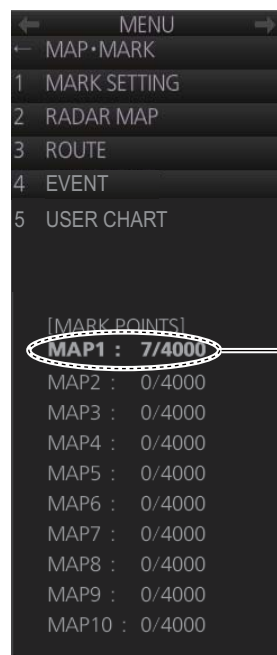 MENU
← MAP•MARK
1 MARK SETTING
2 RADAR MAP
3 ROUTE
4 EVENT
5 USER CHART
[MARK POINTS]
MAP1 : 7/4000
MAP2 : 0/4000
MAP3 : 0/4000
MAP4 : 0/4000
MAP5 : 0/4000
MAP6 : 0/4000
MAP7 : 0/4000
MAP8 : 0/4000
MAP9 : 0/4000
MAP10 : 0/4000